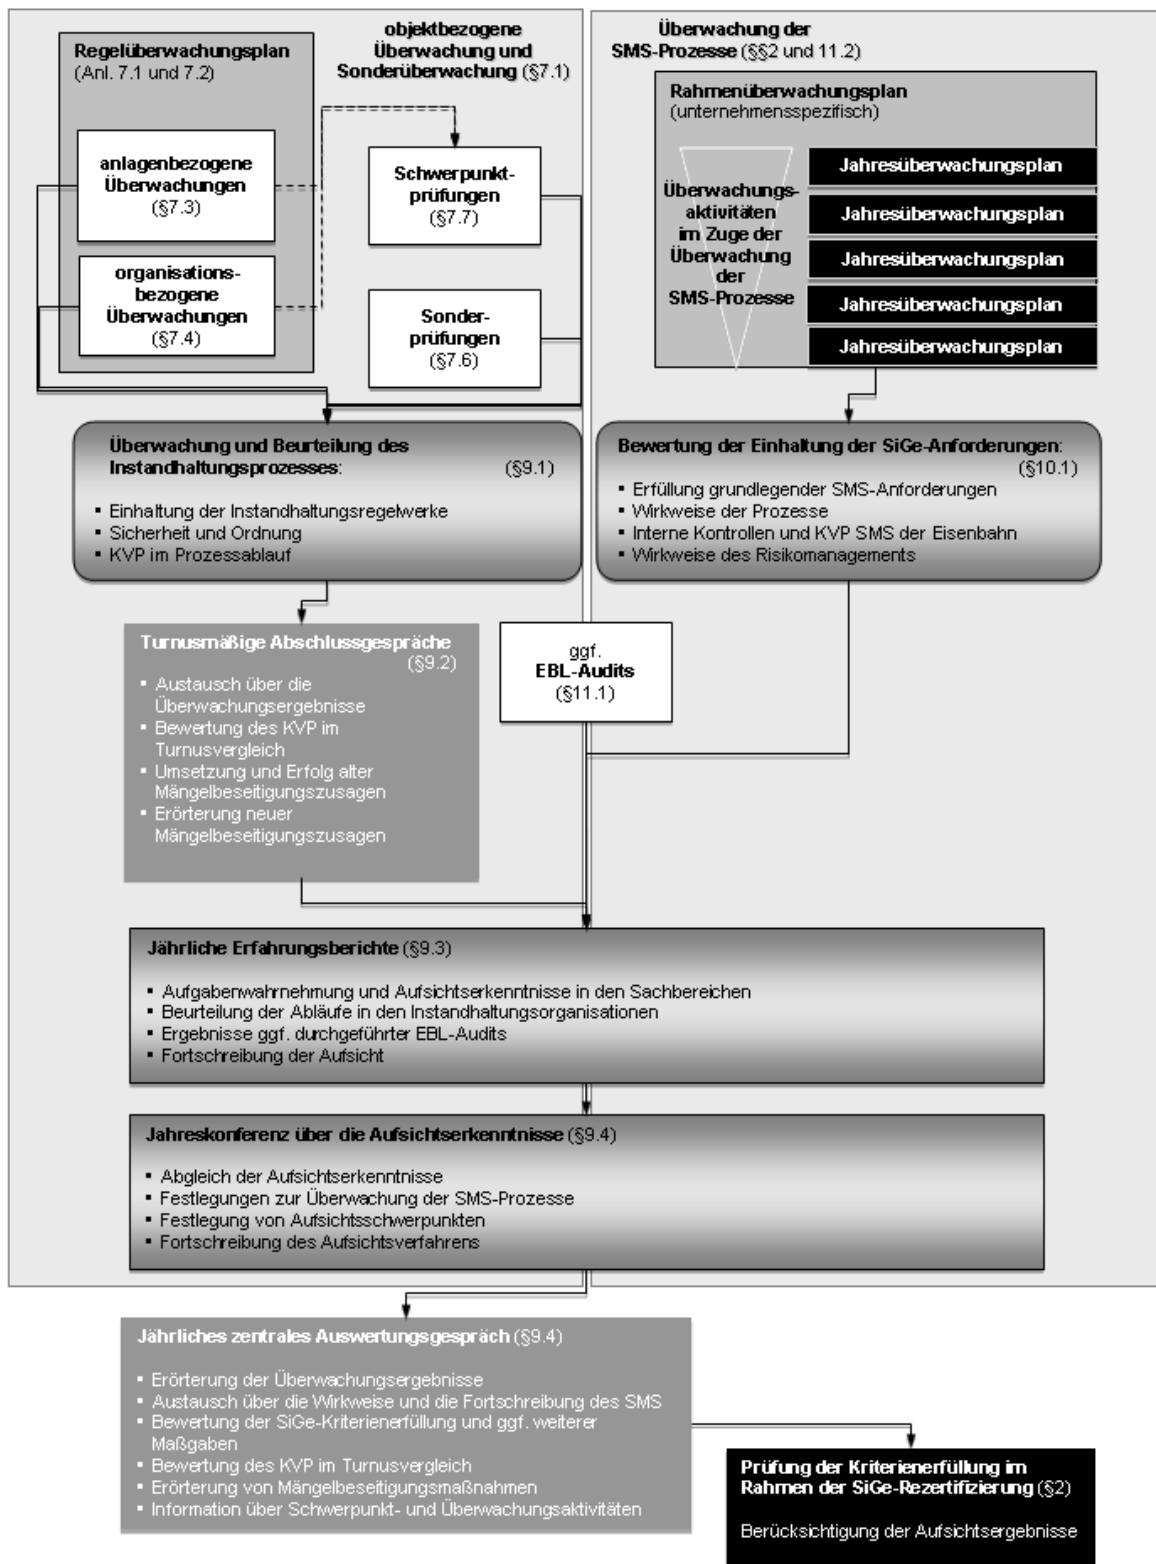 objektbezogene
Überwachung und
Sonderüberwachung (§7.1)
Regelüberwachungsplan
(Anl. 7.1 und 7.2)
anlagenbezogene
Überwachungen
(§7.3)
organisations-
bezogene
Überwachungen
(§7.4)
Schwerpunkt-
prüfungen
(§7.7)
Sonder-
prüfungen
(§7.6)
Überwachung der
SMS-Prozesse (§§2 und 11.2)
Rahmenüberwachungsplan
(unternehmensspezifisch)
Überwachungs-
aktivitäten
im Zuge der
Überwachung
der
SMS-Prozesse
Jahresüberwachungsplan
Jahresüberwachungsplan
Jahresüberwachungsplan
Jahresüberwachungsplan
Jahresüberwachungsplan
Überwachung und Beurteilung des
Instandhaltungsprozesses: (§9.1)
▪ Einhaltung der Instandhaltungsregelwerke
▪ Sicherheit und Ordnung
▪ KVP im Prozessablauf
Bewertung der Einhaltung der SiGe-Anforderungen:
(§10.1)
▪ Erfüllung grundlegender SMS-Anforderungen
▪ Wirkweise der Prozesse
▪ Interne Kontrollen und KVP SMS der Eisenbahn
▪ Wirkweise des Risikomanagements
Turnusmäßige Abschlussgespräche
(§9.2)
▪ Austausch über die
Überwachungsergebnisse
▪ Bewertung des KVP im
Turnusvergleich
▪ Umsetzung und Erfolg alter
Mängelbeseitigungszusagen
▪ Erörterung neuer
Mängelbeseitigungszusagen
ggf.
EBL-Audits
(§11.1)
Jährliche Erfahrungsberichte (§9.3)
▪ Aufgabenwahrnehmung und Aufsichtserkenntnisse in den Sachbereichen
▪ Beurteilung der Abläufe in den Instandhaltungsorganisationen
▪ Ergebnisse ggf. durchgeführter EBL-Audits
▪ Fortschreibung der Aufsicht
Jahreskonferenz über die Aufsichtserkenntnisse (§9.4)
▪ Abgleich der Aufsichtserkenntnisse
▪ Festlegungen zur Überwachung der SMS-Prozesse
▪ Festlegung von Aufsichtsschwerpunkten
▪ Fortschreibung des Aufsichtsverfahrens
Jährliches zentrales Auswertungsgespräch (§9.4)
▪ Erörterung der Überwachungsergebnisse
▪ Austausch über die Wirkweise und die Fortschreibung des SMS
▪ Bewertung der SiGe-Kriterienerfüllung und ggf. weiterer
Maßgaben
▪ Bewertung des KVP im Turnusvergleich
▪ Erörterung von Mängelbeseitigungsmaßnahmen
▪ Information über Schwerpunkt- und Überwachungsaktivitäten
Prüfung der Kriterienerfüllung im
Rahmen der SiGe-Rezertifizierung (§2)
Berücksichtigung der Aufsichtsergebnisse